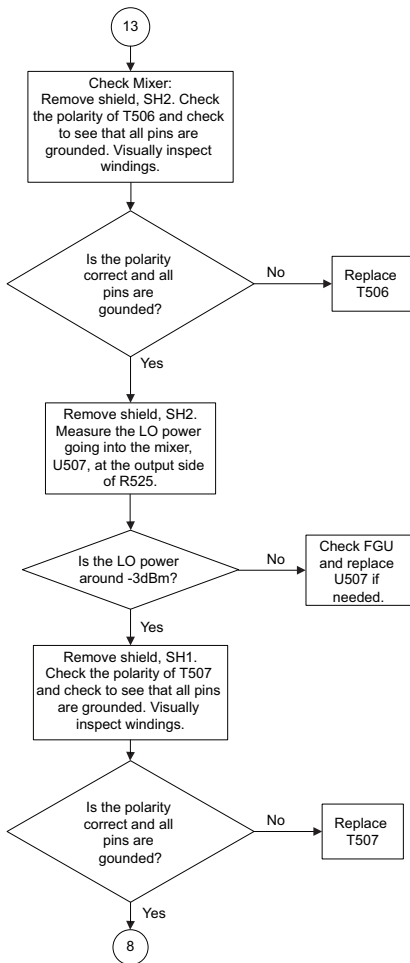 13
Check Mixer:
Remove shield, SH2. Check
the polarity of T506 and check
to see that all pins are
grounded. Visually inspect
windings.
Is the polarity
correct and all
pins are
gounded?
No
Replace
T506
Yes
Remove shield, SH2.
Measure the LO power
going into the mixer,
U507, at the output side
of R525.
Is the LO power
around -3dBm?
No
Check FGU
and replace
U507 if
needed.
Yes
Remove shield, SH1.
Check the polarity of T507
and check to see that all pins
are grounded. Visually
inspect windings.
Is the polarity
correct and all
pins are
gounded?
No
Replace
T507
Yes
8